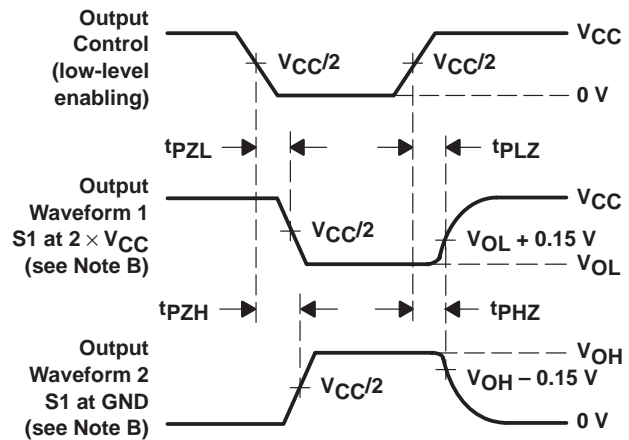 Output
Control
(low-level
enabling)
VCC
VCC/2
VCC/2
0 V
tPZL
tPLZ
Output
Waveform 1
S1 at 2 × VCC
(see Note B)
VCC
VCC/2
VOL + 0.15 V
VOL
tPZH
tPHZ
Output
Waveform 2
S1 at GND
(see Note B)
VOH
VCC/2
VOH – 0.15 V
0 V